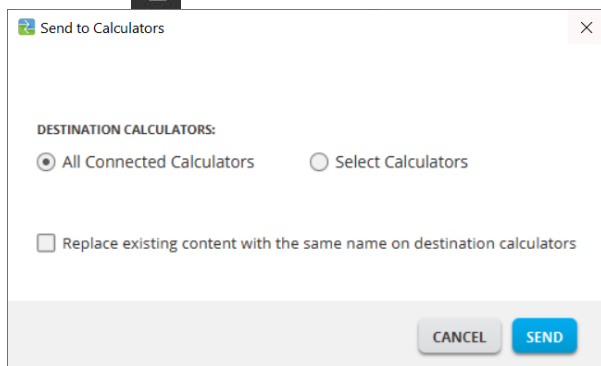 Send to Calculators
DESTINATION CALCULATORS:
All Connected Calculators Select Calculators
Replace existing content with the same name on destination calculators
CANCEL SEND